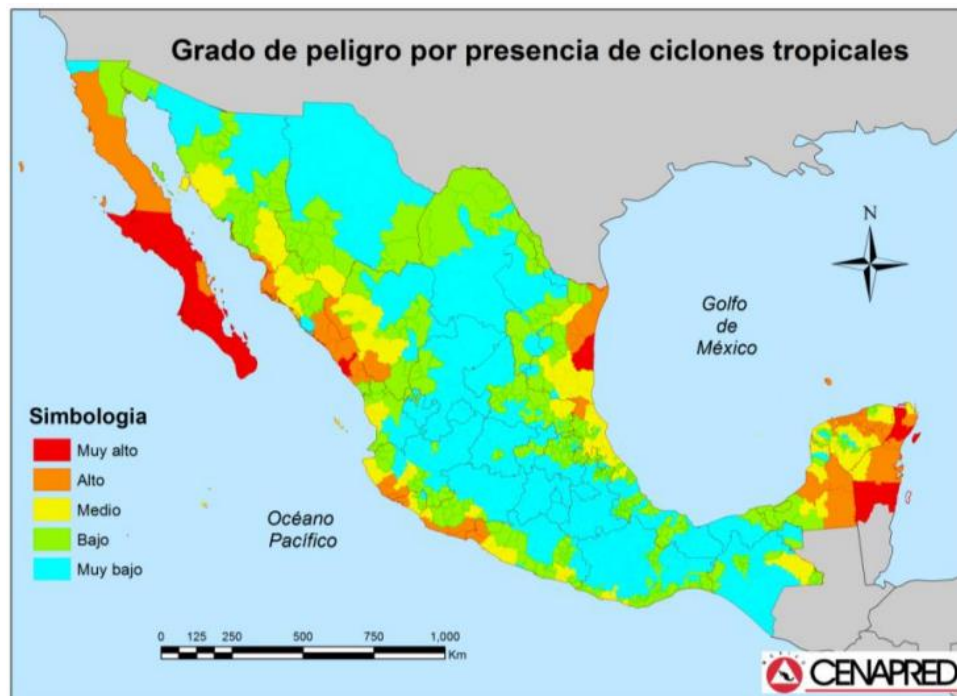 Grado de peligro por presencia de ciclones tropicales
N
Golfo
de
México
Simbologia
Muy alto
Alto
Medio
Bajo
Muy bajo
Océano
Pacífico
0 125 250 500 750 1,000
Km
CENAPRED